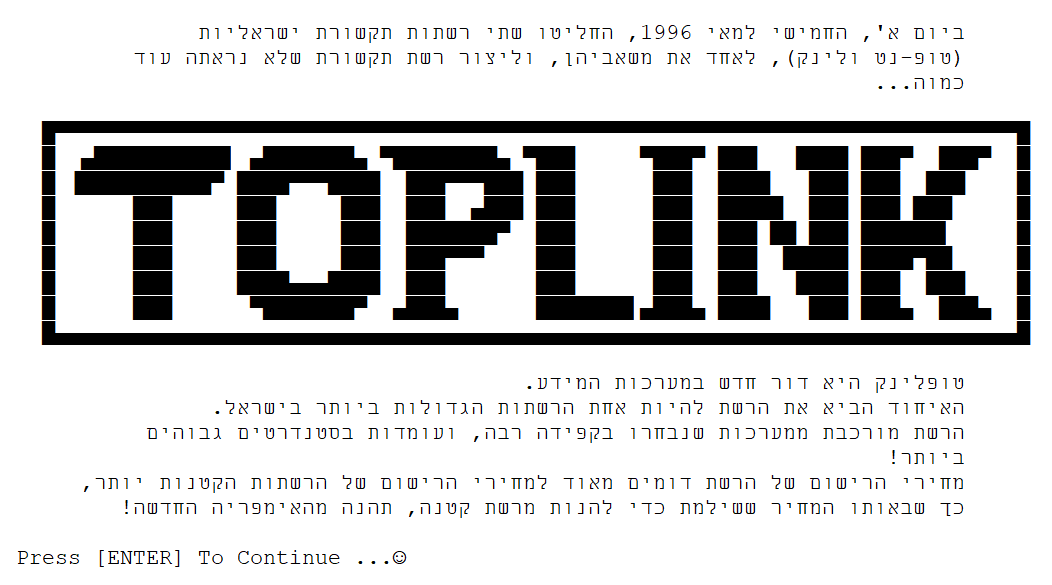 ביום א', החמישי למאי 1996, החליטו שתי רשתות תקשורת ישראליות
(טופ-נט ולינק), לאחד את משאביהן, וליצור רשת תקשורת שלא נראתה עוד
כמוה...
TOPLINK
טופלינק היא דור חדש במערכות המידע.
האיחוד הביא את הרשת להיות אחת הרשתות הגדולות ביותר בישראל.
הרשת מורכבת ממערכות שנבחרו בקפידה רבה, ועומדות בסטנדרטים גבוהים
ביותר!
מחירי הרישום של הרשת דומים מאוד למחירי הרישום של הרשתות הקטנות יותר,
כך שבאותו המחיר ששילמת כדי להנות מרשת קטנה, תהנה מהאימפריה החדשה!
Press [ENTER] To Continue ...☺